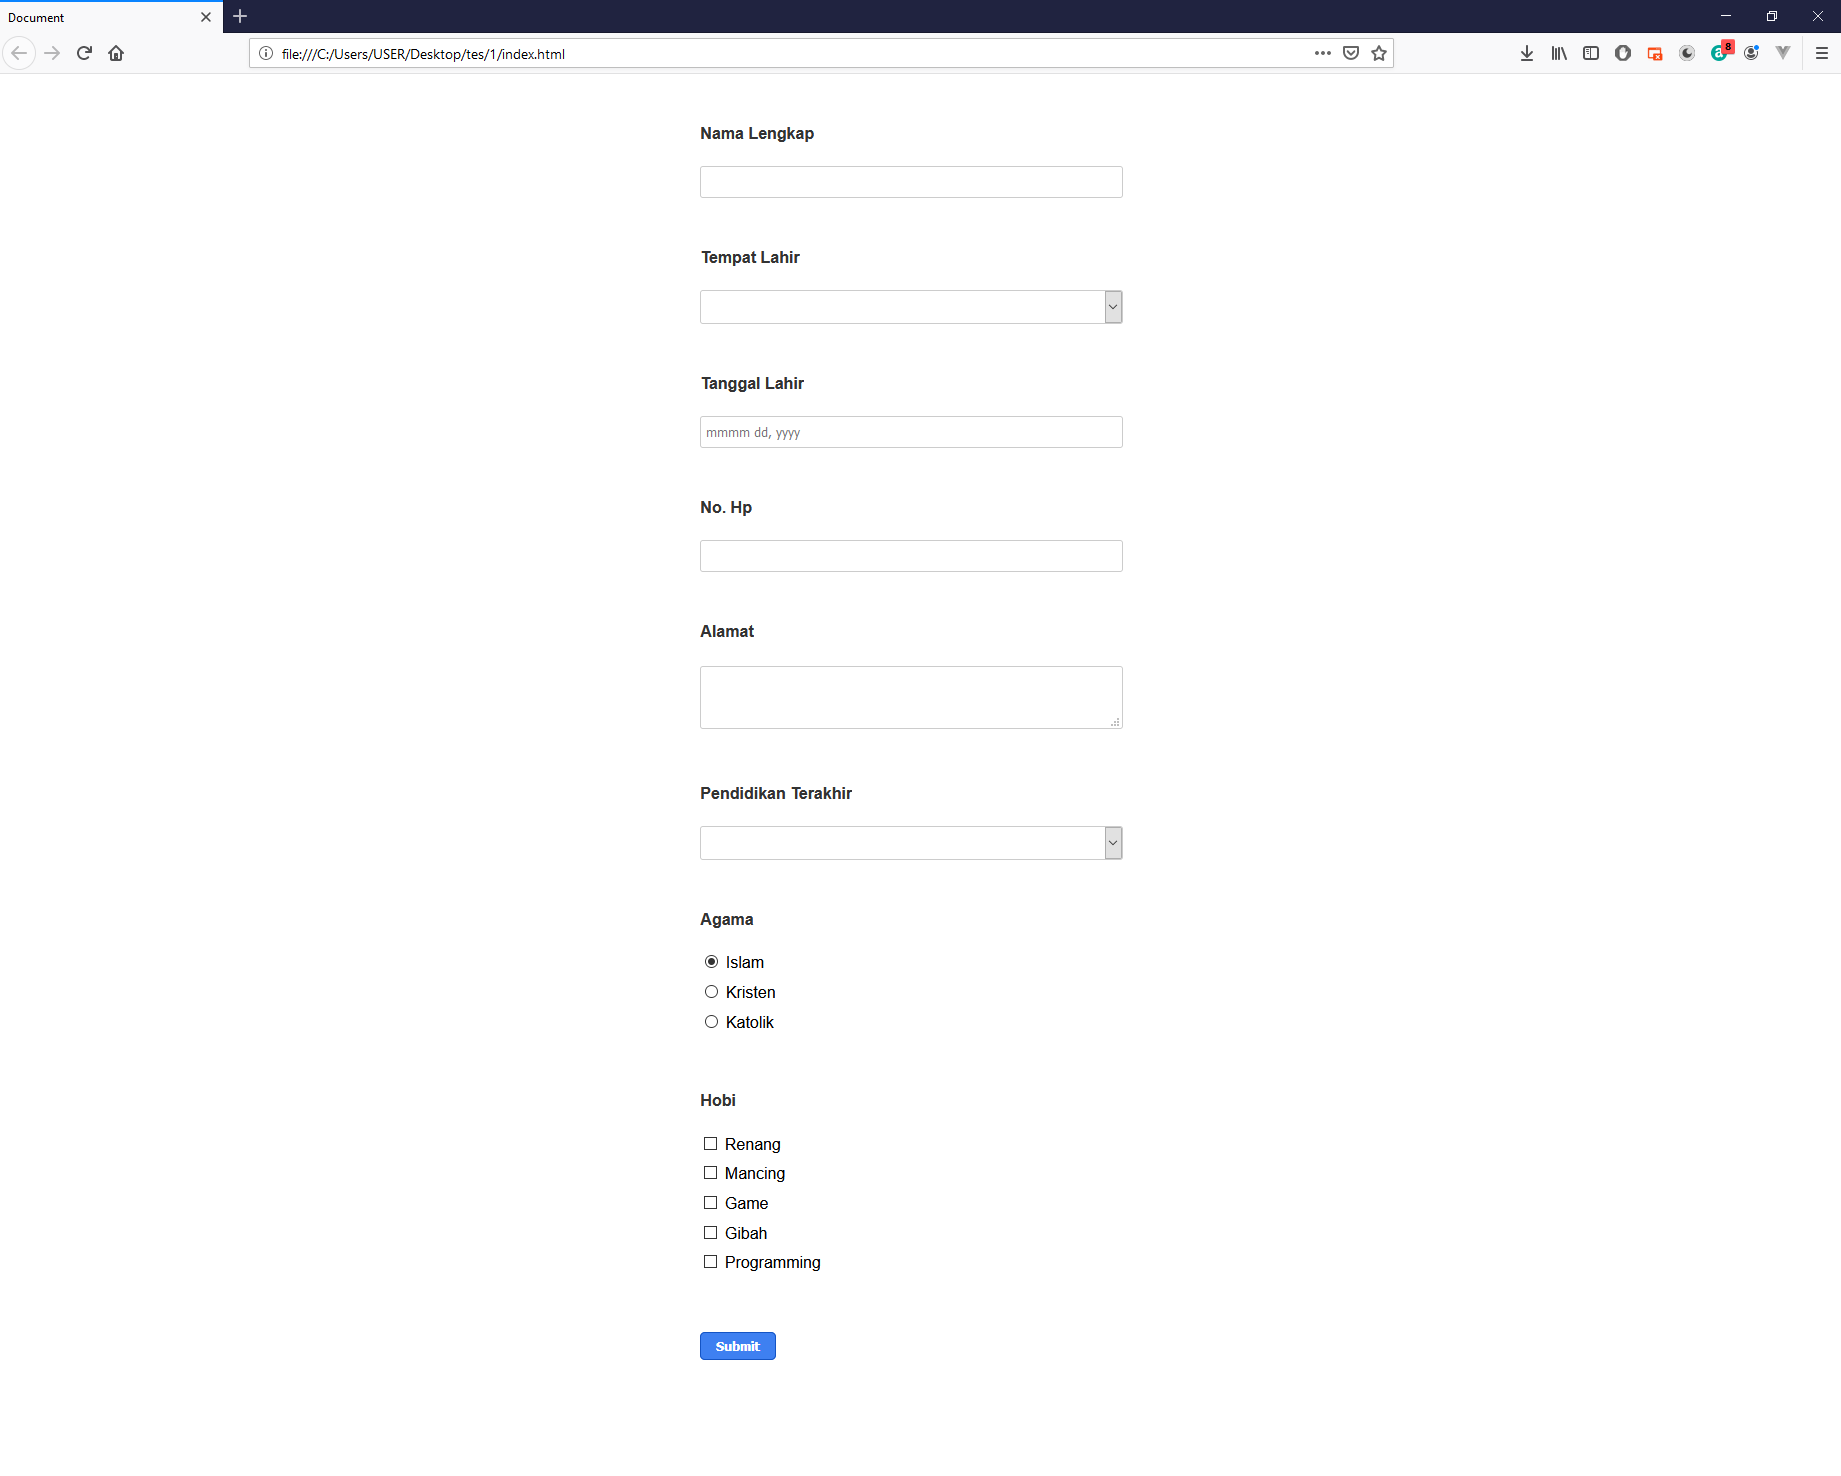 Document
file:///C:/Users/USER/Desktop/tes/1/index.html
8
Nama Lengkap
Tempat Lahir
Tanggal Lahir
mmmm dd, yyyy
No. Hp
Alamat
Pendidikan Terakhir
Agama
Islam
Kristen
Katolik
Hobi
Renang
Mancing
Game
Gibah
Programming
Submit